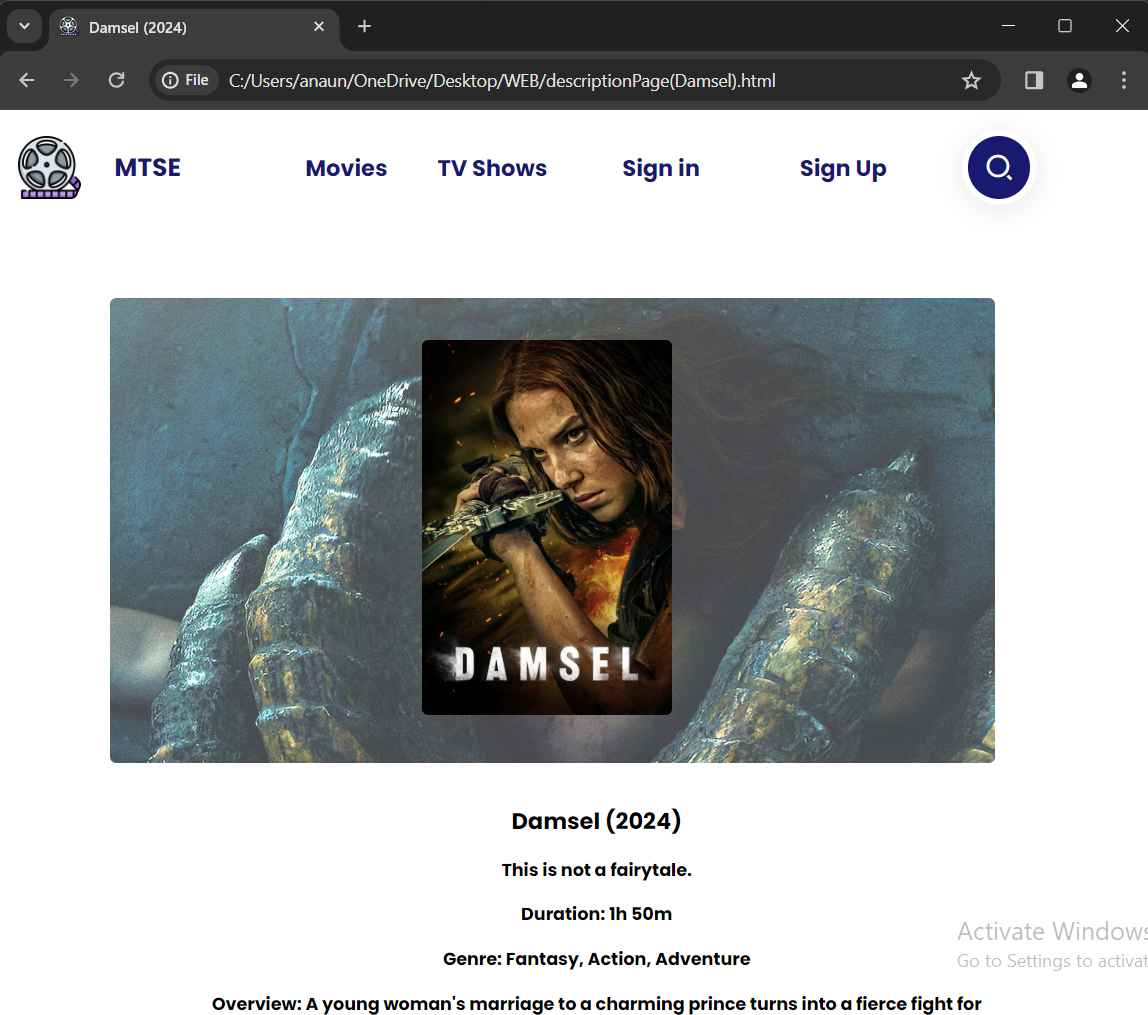 Damsel (2024)
File C:/Users/anaun/OneDrive/Desktop/WEB/descriptionPage(Damsel).html
MTSE Movies TV Shows Sign in Sign Up
DAMSEL
Damsel (2024)
This is not a fairytale.
Duration: 1h 50m
Genre: Fantasy, Action, Adventure
Activate Windows
Go to Settings to activat
Overview: A young woman's marriage to a charming prince turns into a fierce fight for